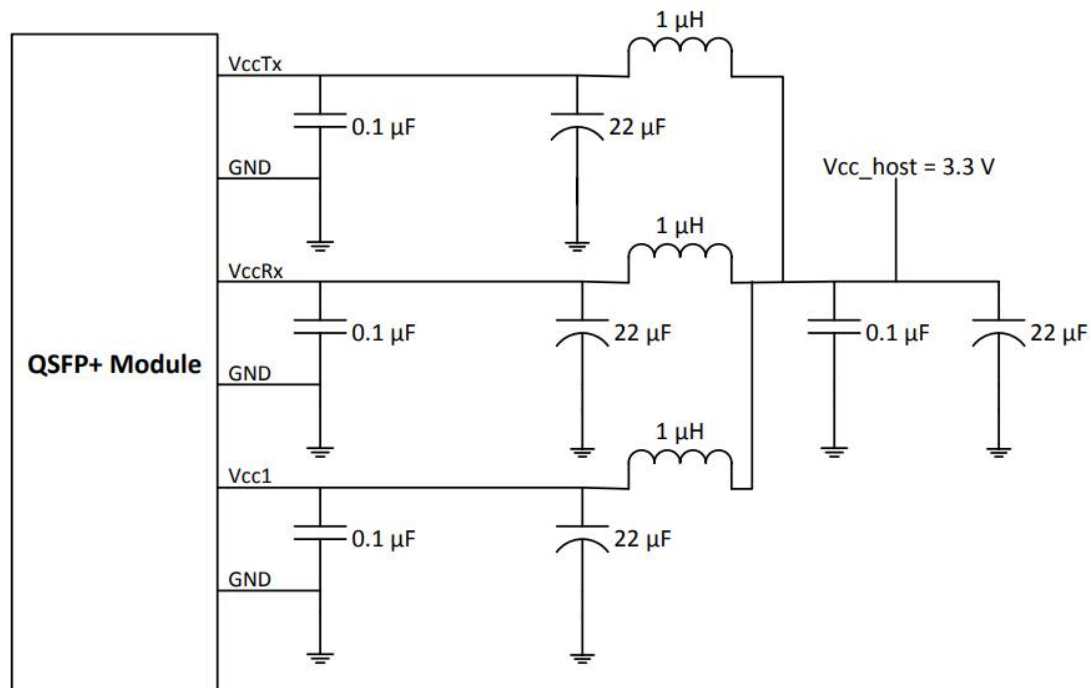 1 µH
VccTx
0.1 µF
22 µF
GND
Vcc_host = 3.3 V
1 µH
VccRx
0.1 µF
22 µF
0.1 µF
22 µF
QSFP+ Module
GND
1 µH
Vcc1
0.1 µF
22 µF
GND